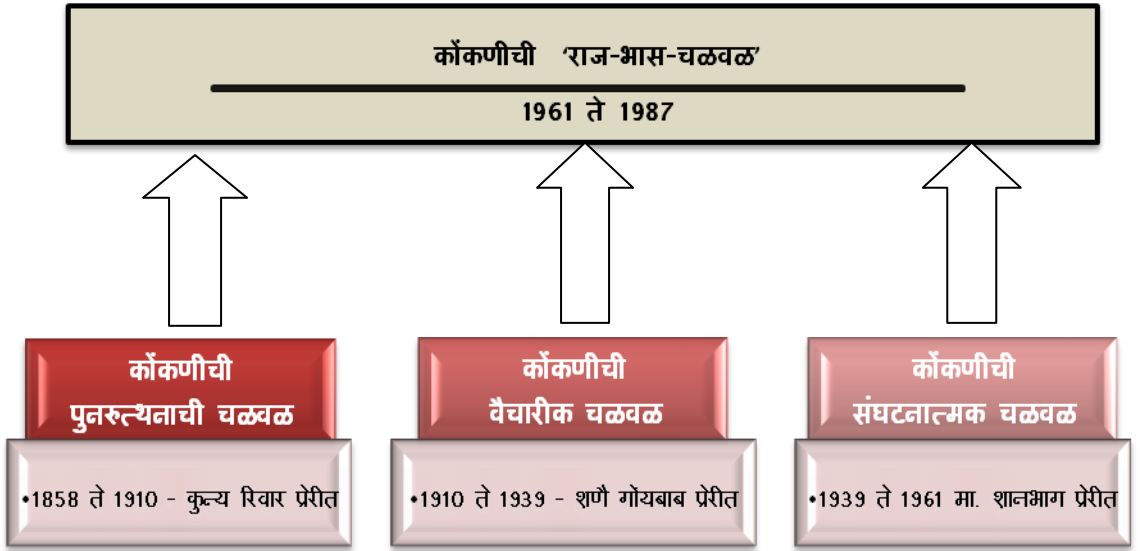 कोंकणीची ‘राज-भास-चळवळ’
1961 ते 1987
कोंकणीची
पुनरुत्थनाची चळवळ
•1858 ते 1910 - कुन्य रिवार प्रेरीत
कोंकणीची
वैचारीक चळवळ
•1910 ते 1939 - शणै गोंयबाब प्रेरीत
कोंकणीची
संघटनात्मक चळवळ
•1939 ते 1961 मा. शानभाग प्रेरीत